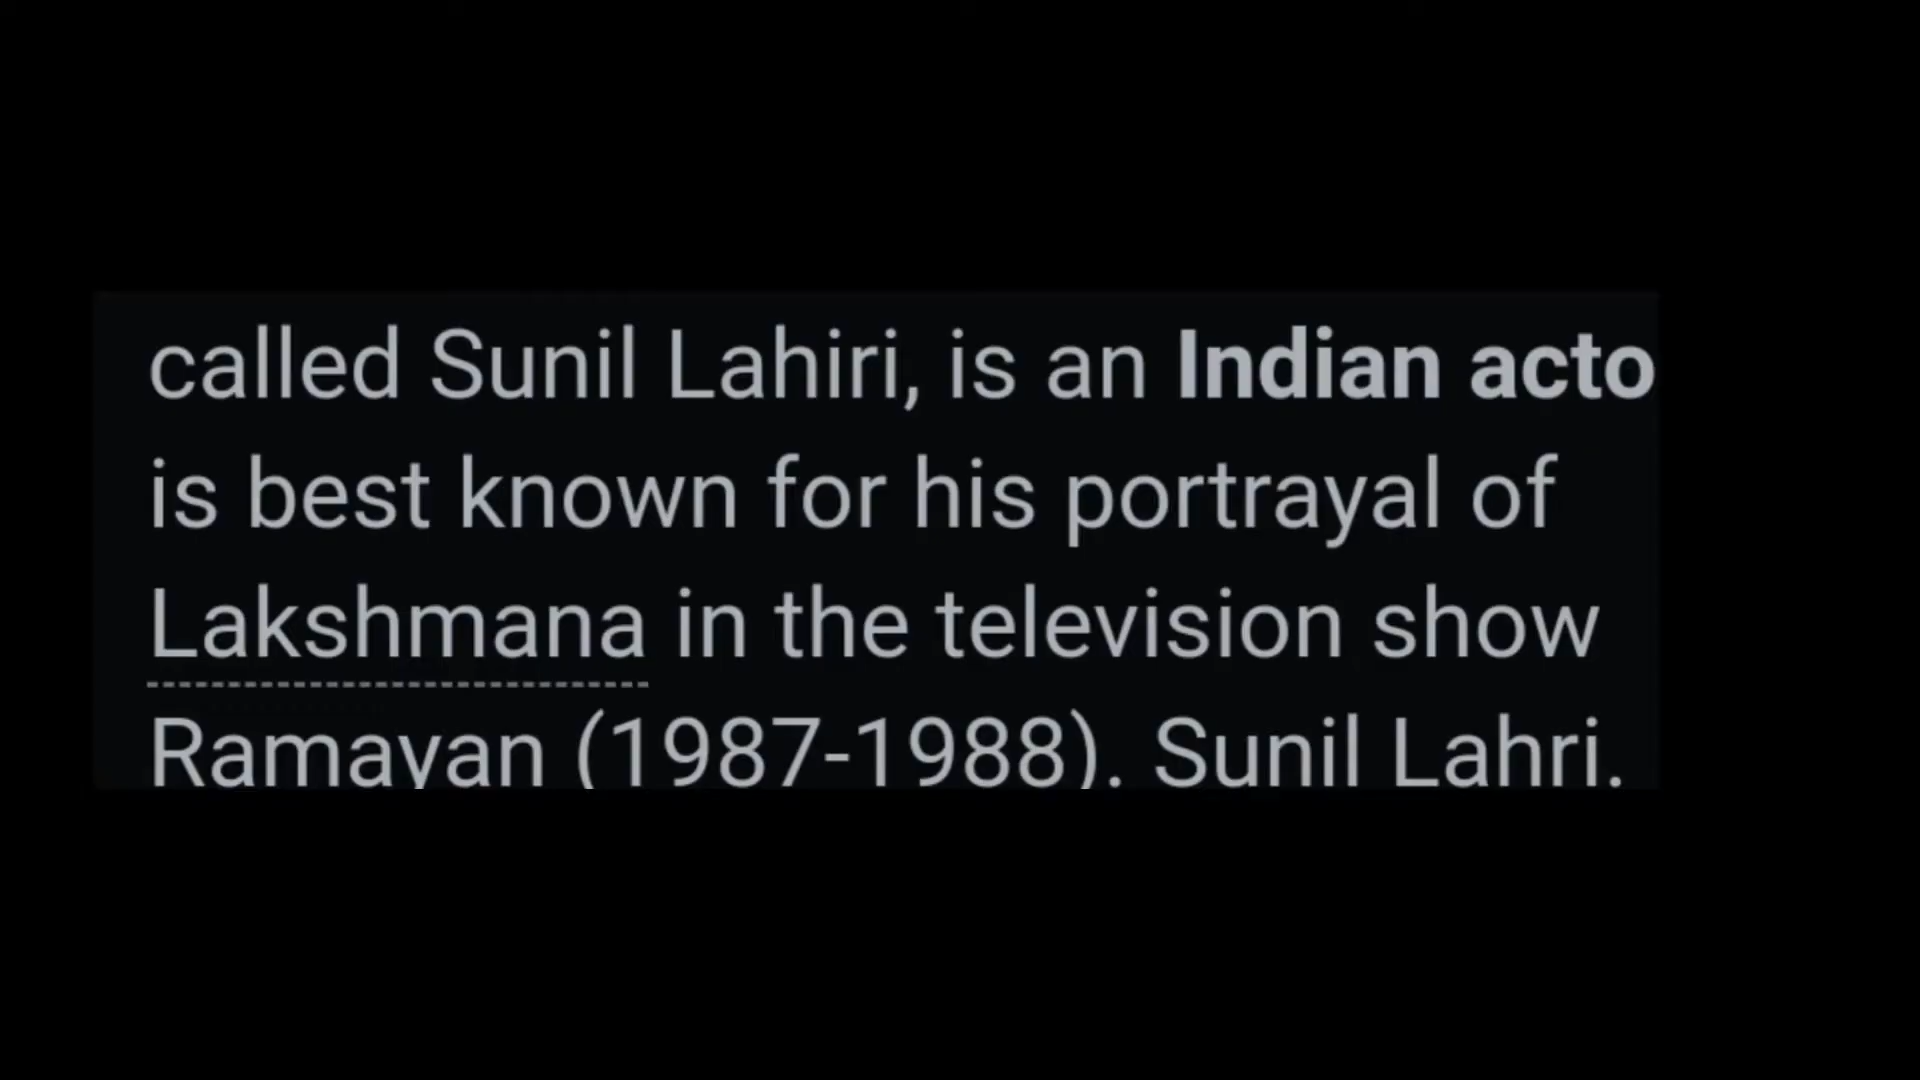 called Sunil Lahiri, is an Indian acto
is best known for his portrayal of
Lakshmana in the television show
Ramayan (1987-1988). Sunil Lahri.